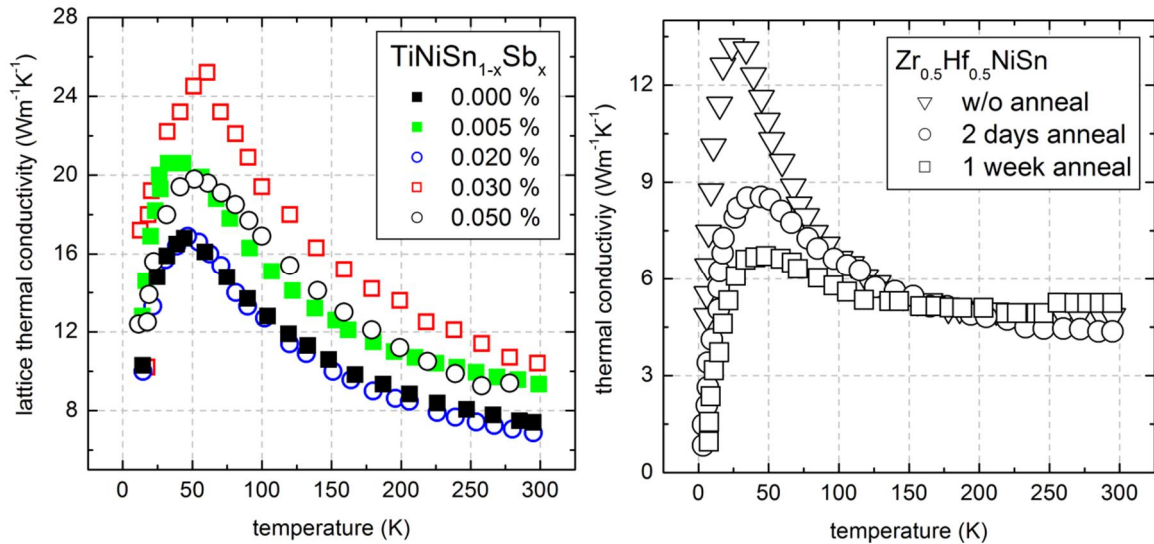 lattice thermal conductivity (Wm⁻¹K⁻¹)
28
24
20
16
12
8
TiNiSn₁₋ₓSbₓ
0.000 %
0.005 %
0.020 %
0.030 %
0.050 %
0 50 100 150 200 250 300
temperature (K)
thermal conductiviy (Wm⁻¹K⁻¹)
12
9
6
3
0
Zr₀.₅Hf₀.₅NiSn
w/o anneal
2 days anneal
1 week anneal
0 50 100 150 200 250 300
temperature (K)